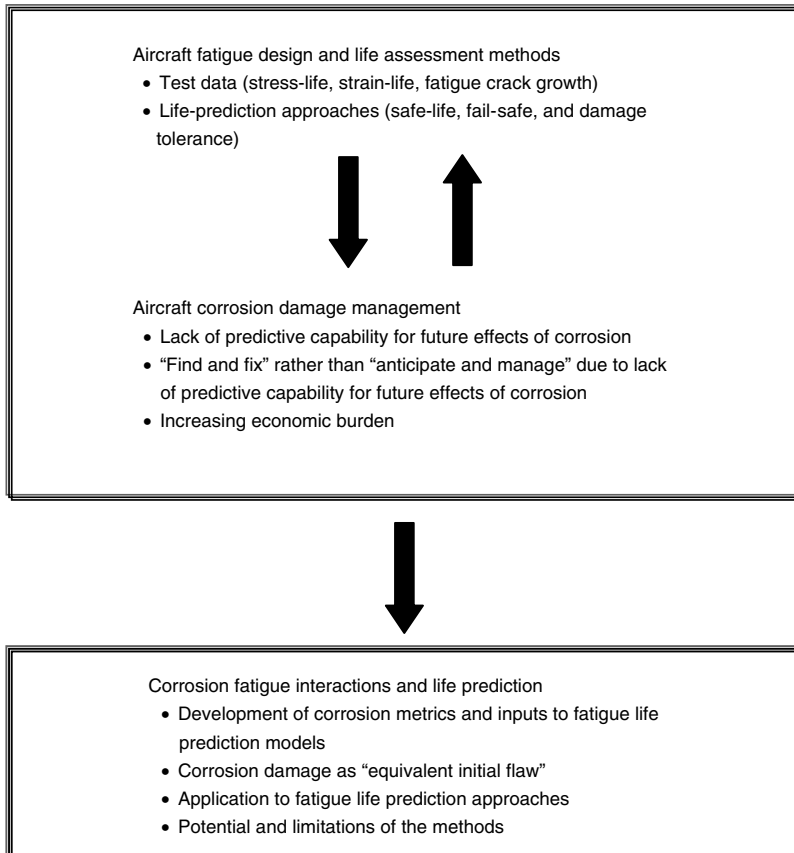 Aircraft fatigue design and life assessment methods
• Test data (stress-life, strain-life, fatigue crack growth)
• Life-prediction approaches (safe-life, fail-safe, and damage
tolerance)
Aircraft corrosion damage management
• Lack of predictive capability for future effects of corrosion
• “Find and fix” rather than “anticipate and manage” due to lack
of predictive capability for future effects of corrosion
• Increasing economic burden
Corrosion fatigue interactions and life prediction
• Development of corrosion metrics and inputs to fatigue life
prediction models
• Corrosion damage as “equivalent initial flaw”
• Application to fatigue life prediction approaches
• Potential and limitations of the methods